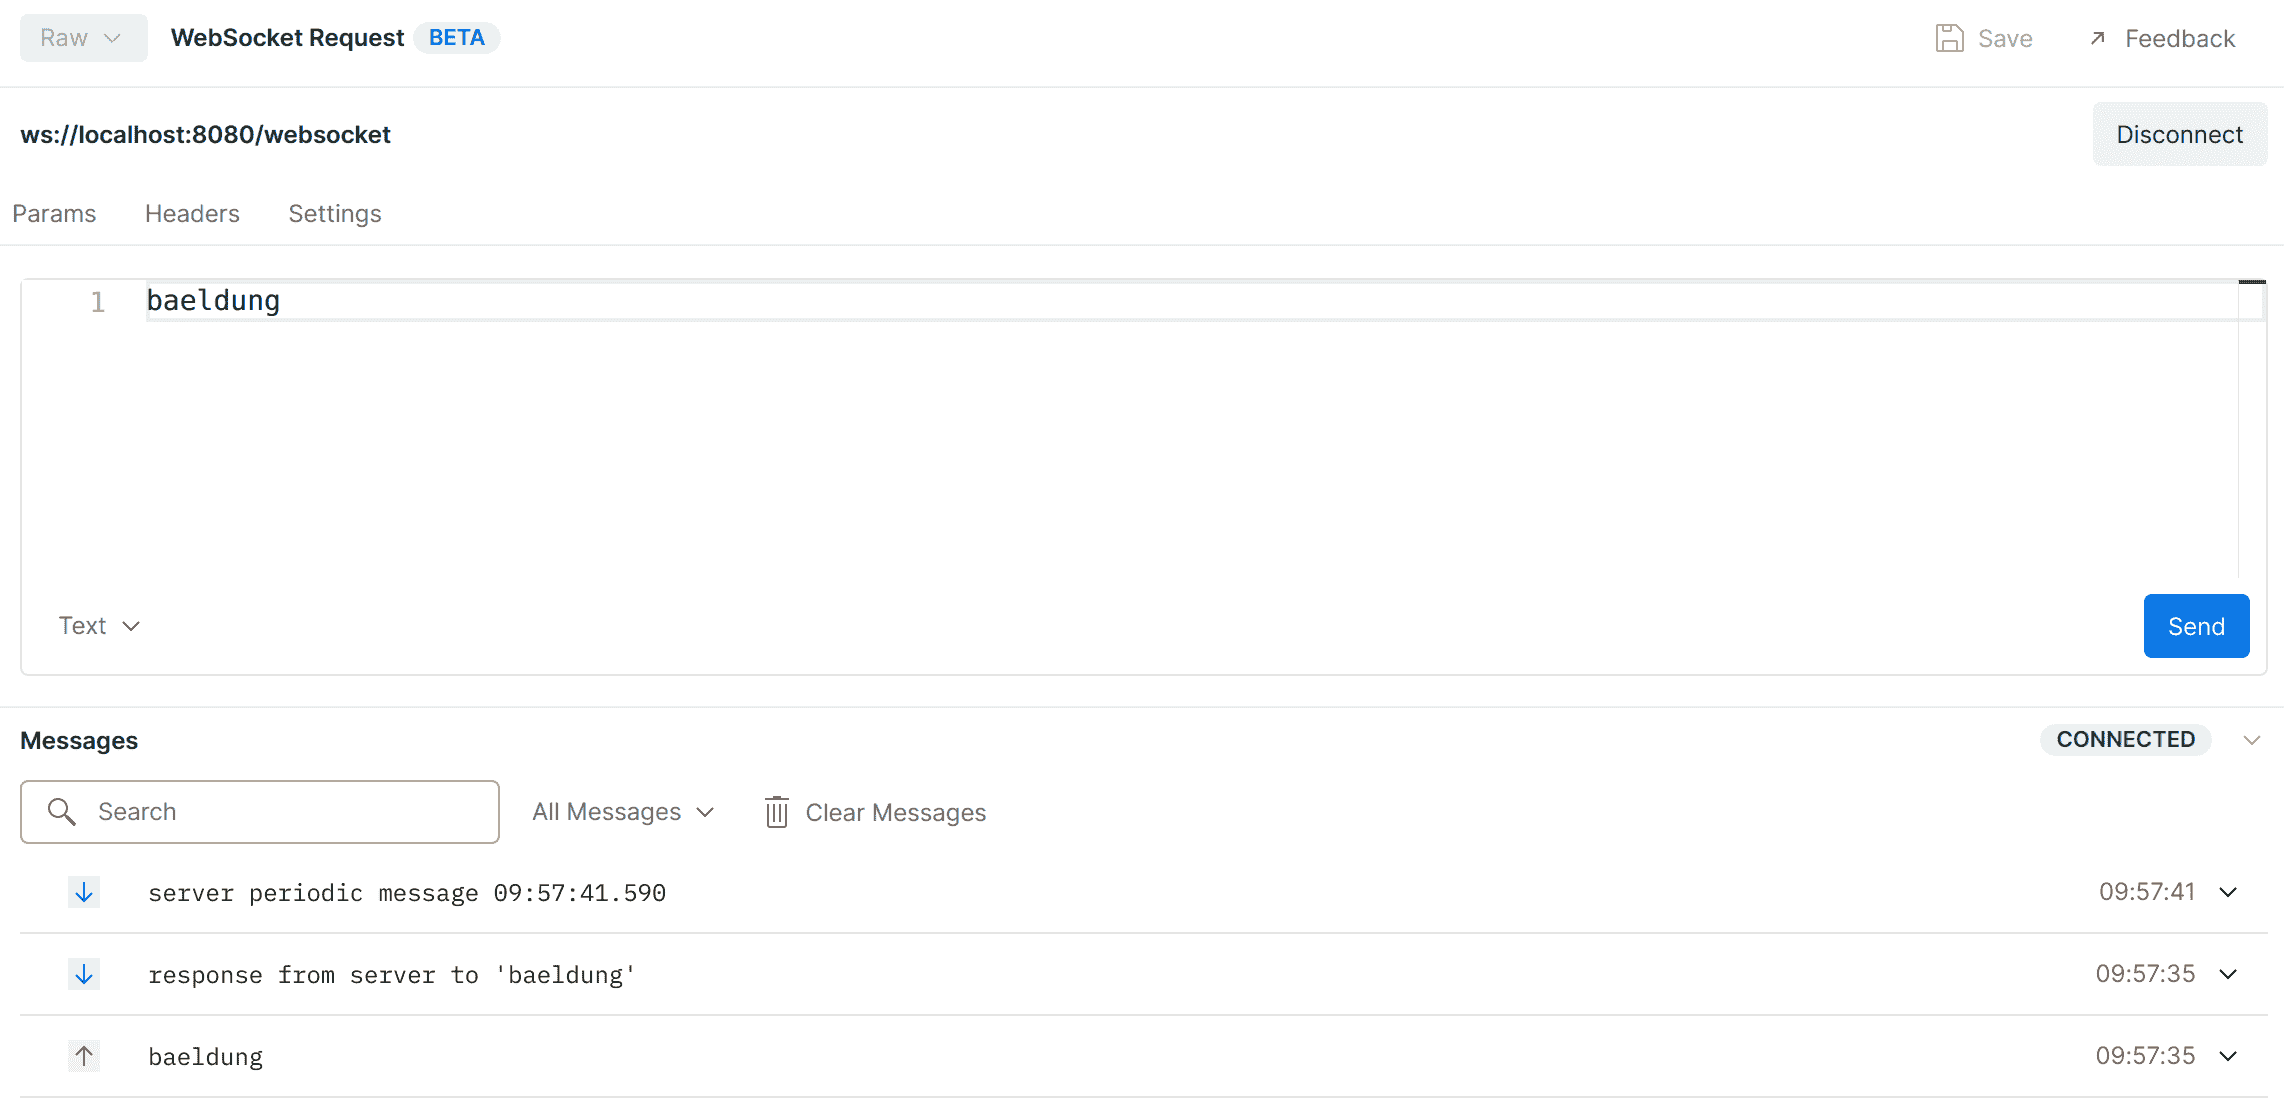 Raw WebSocket Request BETA Save Feedback
ws://localhost:8080/websocket Disconnect
Params Headers Settings
1 baeldung
Text Send
Messages CONNECTED
Search All Messages Clear Messages
server periodic message 09:57:41.590 09:57:41
response from server to 'baeldung' 09:57:35
baeldung 09:57:35